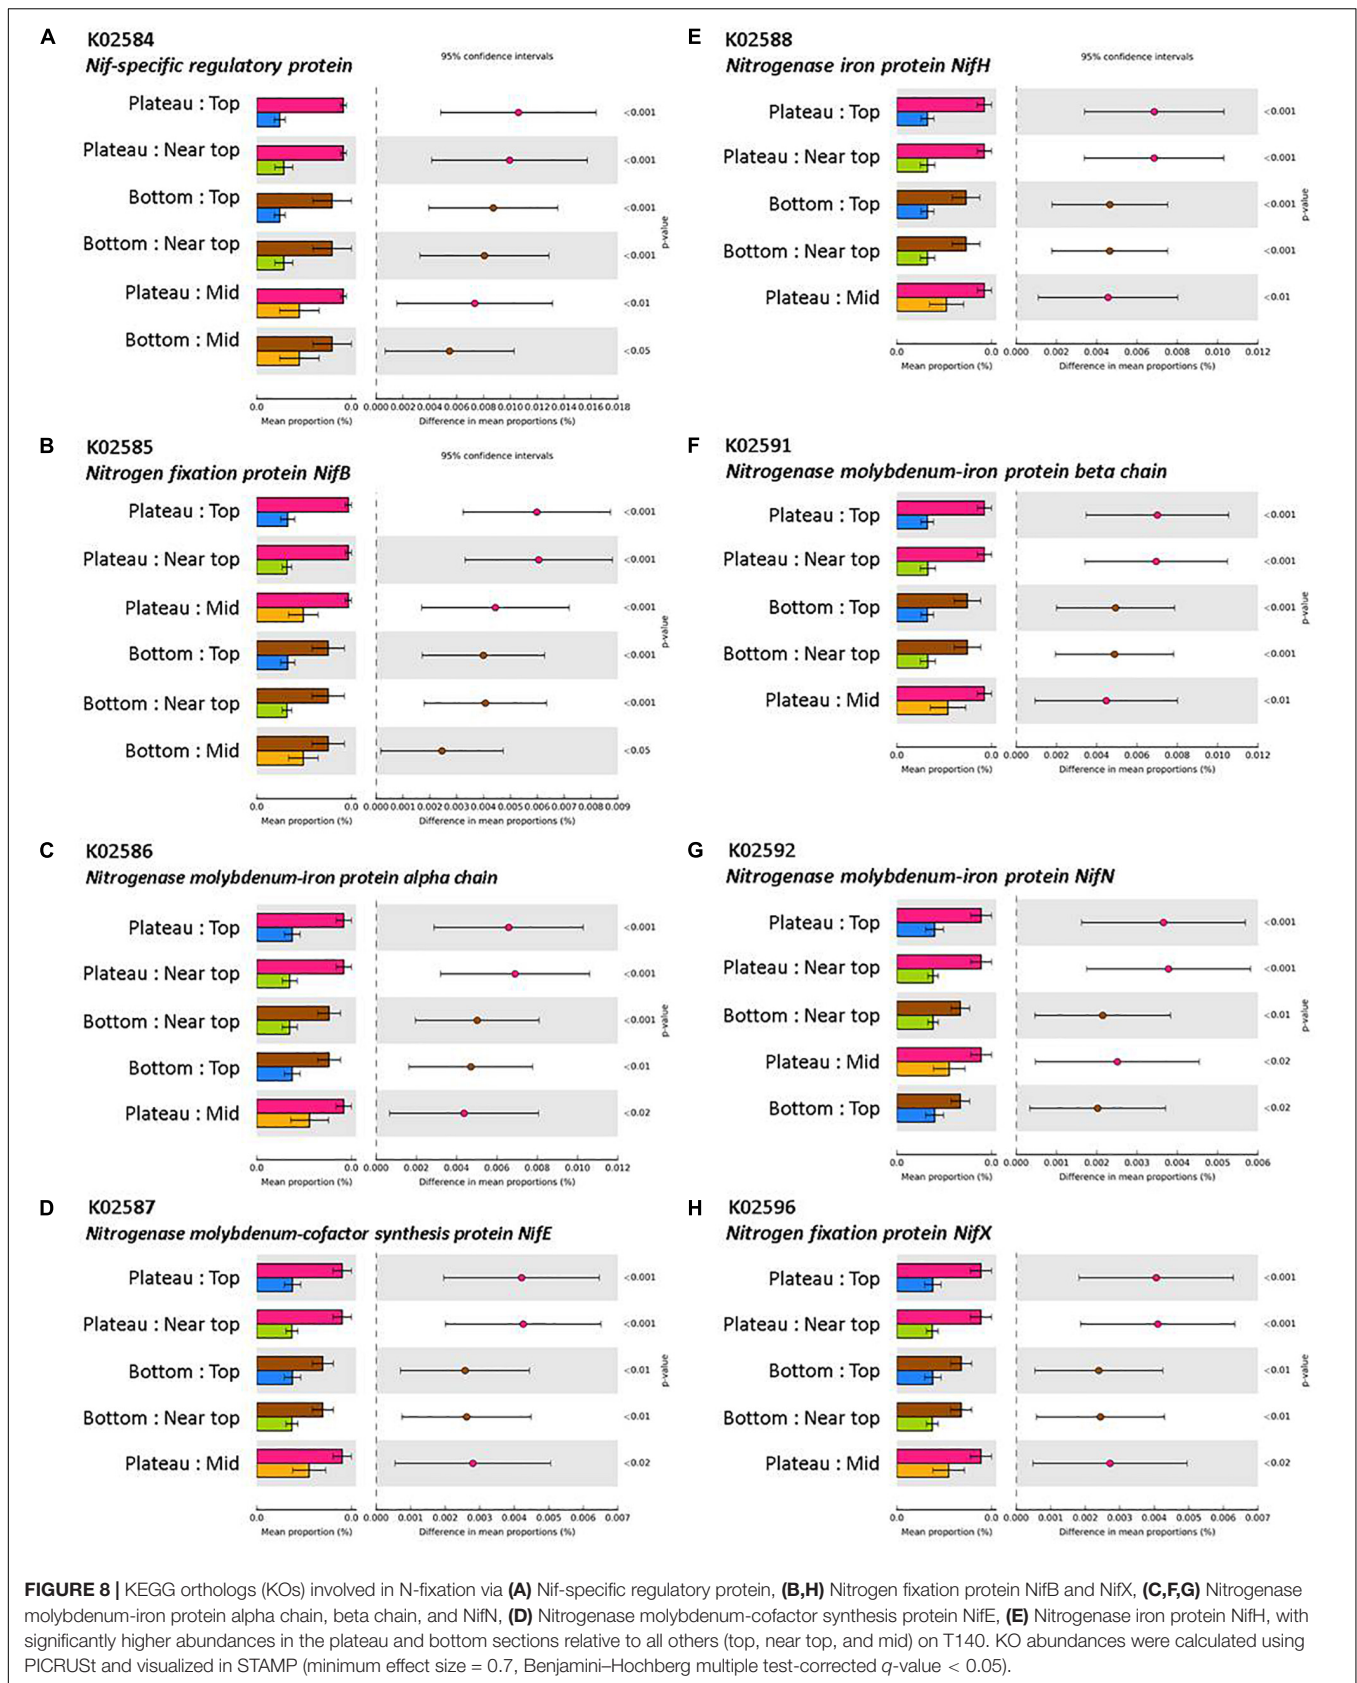 A
K02584
Nif-specific regulatory protein
95% confidence intervals
Plateau : Top
<0.001
Plateau : Near top
<0.001
Bottom : Top
<0.001
Bottom : Near top
<0.001
Plateau : Mid
<0.01
Bottom : Mid
<0.05
p-value
0.0 0.0 0.000 0.002 0.004 0.006 0.008 0.010 0.012 0.014 0.016 0.018
Mean proportion (%) Difference in mean proportions (%)
B
K02585
Nitrogen fixation protein NifB
95% confidence intervals
Plateau : Top
<0.001
Plateau : Near top
<0.001
Plateau : Mid
<0.001
Bottom : Top
<0.001
Bottom : Near top
<0.001
Bottom : Mid
<0.05
p-value
0.0 0.0 0.000 0.001 0.002 0.003 0.004 0.005 0.006 0.007 0.008 0.009
Mean proportion (%) Difference in mean proportions (%)
C
K02586
Nitrogenase molybdenum-iron protein alpha chain
Plateau : Top
<0.001
Plateau : Near top
<0.001
Bottom : Near top
<0.001
Bottom : Top
<0.01
Plateau : Mid
<0.02
p-value
0.0 0.0 0.000 0.002 0.004 0.006 0.008 0.010 0.012
Mean proportion (%) Difference in mean proportions (%)
D
K02587
Nitrogenase molybdenum-cofactor synthesis protein NifE
Plateau : Top
<0.001
Plateau : Near top
<0.001
Bottom : Top
<0.01
Bottom : Near top
<0.01
Plateau : Mid
<0.02
p-value
0.0 0.0 0.000 0.001 0.002 0.003 0.004 0.005 0.006 0.007
Mean proportion (%) Difference in mean proportions (%)
E
K02588
Nitrogenase iron protein NifH
95% confidence intervals
Plateau : Top
<0.001
Plateau : Near top
<0.001
Bottom : Top
<0.001
Bottom : Near top
<0.001
Plateau : Mid
<0.01
p-value
0.0 0.0 0.000 0.002 0.004 0.006 0.008 0.010 0.012
Mean proportion (%) Difference in mean proportions (%)
F
K02591
Nitrogenase molybdenum-iron protein beta chain
Plateau : Top
<0.001
Plateau : Near top
<0.001
Bottom : Top
<0.001
Bottom : Near top
<0.001
Plateau : Mid
<0.01
p-value
0.0 0.0 0.000 0.002 0.004 0.006 0.008 0.010 0.012
Mean proportion (%) Difference in mean proportions (%)
G
K02592
Nitrogenase molybdenum-iron protein NifN
Plateau : Top
<0.001
Plateau : Near top
<0.001
Bottom : Near top
<0.01
Plateau : Mid
<0.02
Bottom : Top
<0.02
p-value
0.0 0.0 0.000 0.001 0.002 0.003 0.004 0.005 0.006
Mean proportion (%) Difference in mean proportions (%)
H
K02596
Nitrogen fixation protein NifX
Plateau : Top
<0.001
Plateau : Near top
<0.001
Bottom : Top
<0.01
Bottom : Near top
<0.01
Plateau : Mid
<0.02
p-value
0.0 0.0 0.000 0.001 0.002 0.003 0.004 0.005 0.006 0.007
Mean proportion (%) Difference in mean proportions (%)
FIGURE 8 | KEGG orthologs (KOs) involved in N-fixation via (A) Nif-specific regulatory protein, (B,H) Nitrogen fixation protein NifB and NifX, (C,F,G) Nitrogenase
molybdenum-iron protein alpha chain, beta chain, and NifN, (D) Nitrogenase molybdenum-cofactor synthesis protein NifE, (E) Nitrogenase iron protein NifH, with
significantly higher abundances in the plateau and bottom sections relative to all others (top, near top, and mid) on T140. KO abundances were calculated using
PICRUSt and visualized in STAMP (minimum effect size = 0.7, Benjamini–Hochberg multiple test-corrected q-value < 0.05).